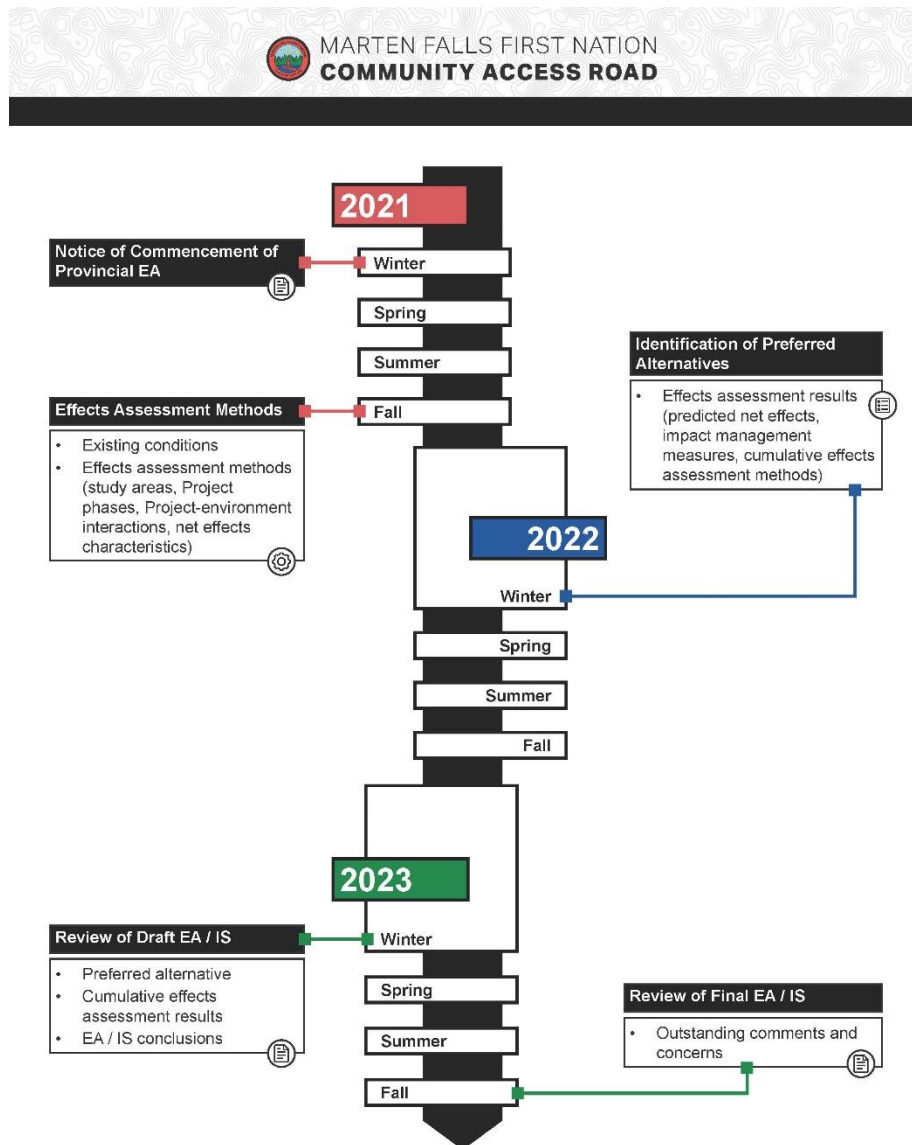 MARTEN FALLS FIRST NATION
COMMUNITY ACCESS ROAD
2021
Notice of Commencement of
Provincial EA
Winter
Spring
Summer
Effects Assessment Methods
Fall
• Existing conditions
• Effects assessment methods
(study areas, Project
phases, Project-environment
interactions, net effects
characteristics)
Identification of Preferred
Alternatives
• Effects assessment results
(predicted net effects,
impact management
measures, cumulative effects
assessment methods)
2022
Winter
Spring
Summer
Fall
2023
Review of Draft EA / IS
Winter
• Preferred alternative
• Cumulative effects
assessment results
• EA / IS conclusions
Spring
Summer
Fall
Review of Final EA / IS
• Outstanding comments and
concerns